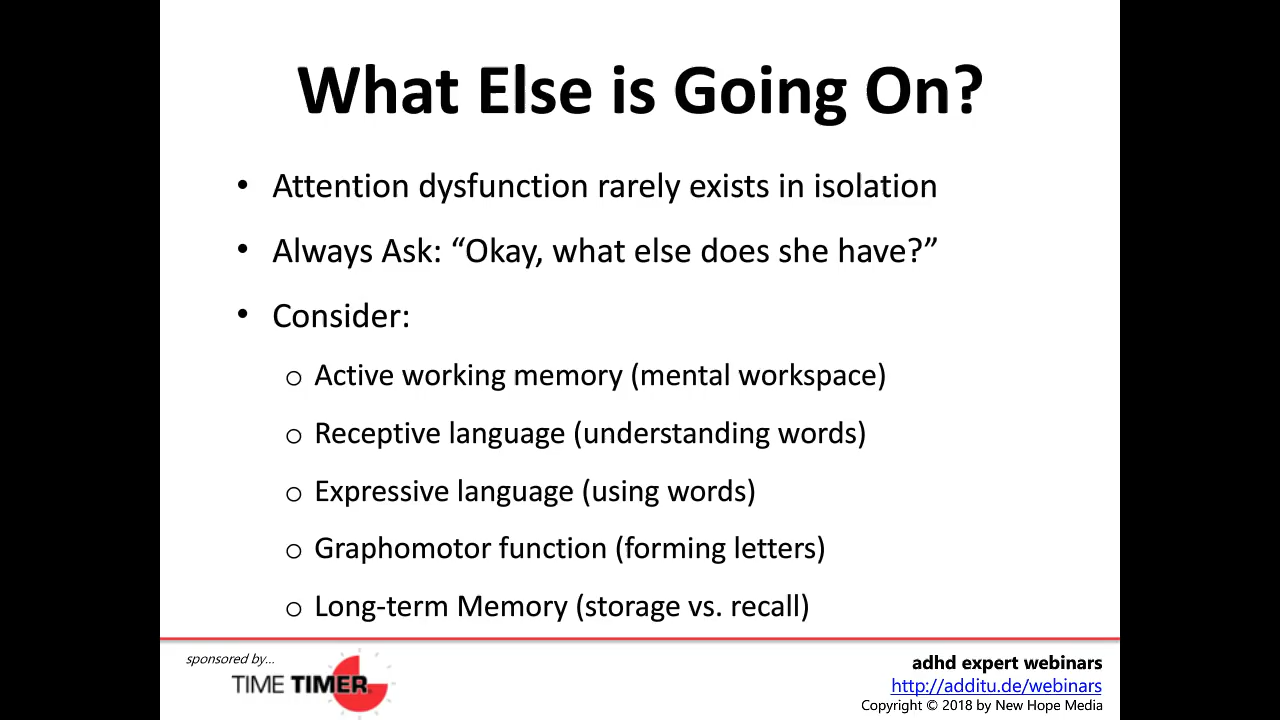 What Else is Going On?
• Attention dysfunction rarely exists in isolation
• Always Ask: “Okay, what else does she have?”
• Consider:
o Active working memory (mental workspace)
o Receptive language (understanding words)
o Expressive language (using words)
o Graphomotor function (forming letters)
o Long-term Memory (storage vs. recall)
sponsored by...
TIME TIMER
adhd expert webinars
http://additu.de/webinars
Copyright © 2018 by New Hope Media